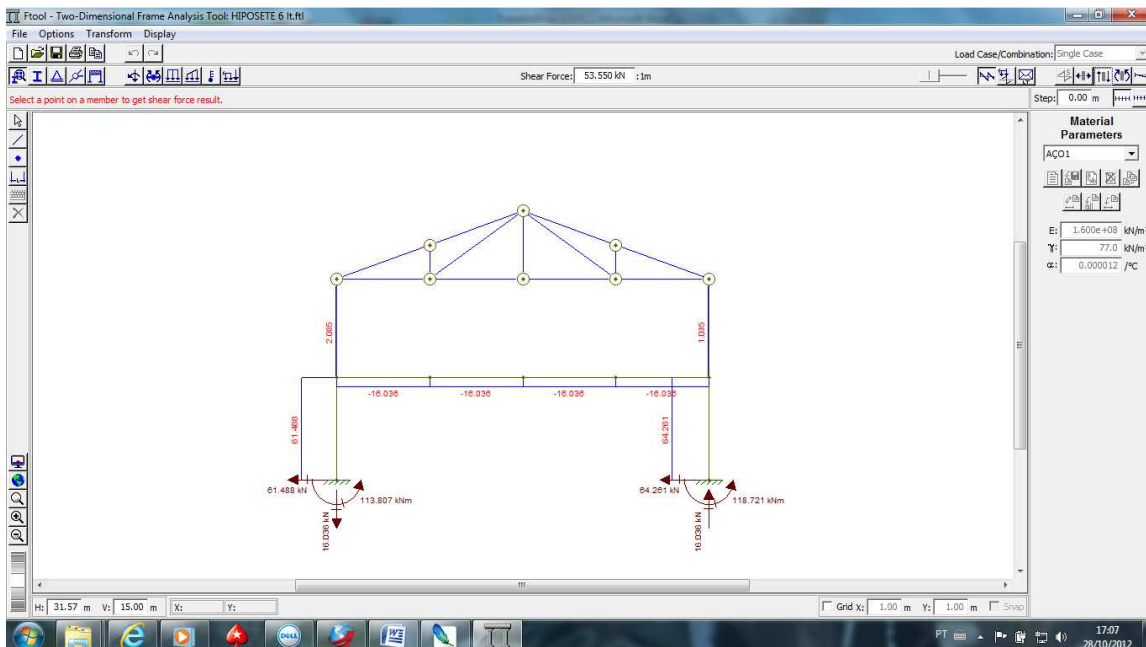 Ftool - Two-Dimensional Frame Analysis Tool: HIPOSETE 6 lt.ftl
File Options Transform Display
Load Case/Combination: Single Case
Shear Force: 53.550 kN :1m
Select a point on a member to get shear force result.
Step: 0.00 m
Material
Parameters
AÇO1
all
E: 1.600e+08 kN/m
γ: 77.0 kN/m
α: 0.000012 /°C
2.085
1.035
-16.036 -16.036 -16.036 -16.036
61.488
64.261
61.488 kN
113.807 kNm
16.036 kN
64.261 kN
118.721 kNm
16.036 kN
H: 31.57 m V: 15.00 m X: Y:
Grid X: 1.00 m Y: 1.00 m Snap
DELL
W
PT
17:07
28/10/2012